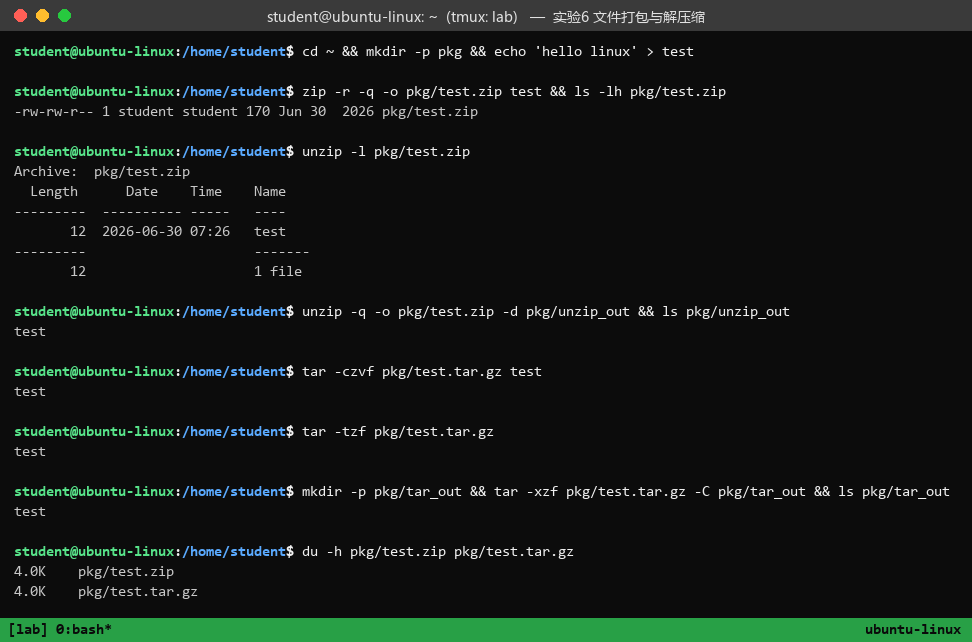 student@ubuntu-linux: ~（tmux: lab） — 实验6 文件打包与解压缩
student@ubuntu-linux:/home/student$ cd ~ && mkdir -p pkg && echo 'hello linux' > test
student@ubuntu-linux:/home/student$ zip -r -q -o pkg/test.zip test && ls -lh pkg/test.zip
-rw-rw-r-- 1 student student 170 Jun 30  2026 pkg/test.zip
student@ubuntu-linux:/home/student$ unzip -l pkg/test.zip
Archive:  pkg/test.zip
  Length      Date    Time    Name
---------  ---------- -----   ----
       12  2026-06-30 07:26   test
---------                     -------
       12                     1 file
student@ubuntu-linux:/home/student$ unzip -q -o pkg/test.zip -d pkg/unzip_out && ls pkg/unzip_out
test
student@ubuntu-linux:/home/student$ tar -czvf pkg/test.tar.gz test
test
student@ubuntu-linux:/home/student$ tar -tzf pkg/test.tar.gz
test
student@ubuntu-linux:/home/student$ mkdir -p pkg/tar_out && tar -xzf pkg/test.tar.gz -C pkg/tar_out && ls pkg/tar_out
test
student@ubuntu-linux:/home/student$ du -h pkg/test.zip pkg/test.tar.gz
4.0K    pkg/test.zip
4.0K    pkg/test.tar.gz
[lab] 0:bash* ubuntu-linux